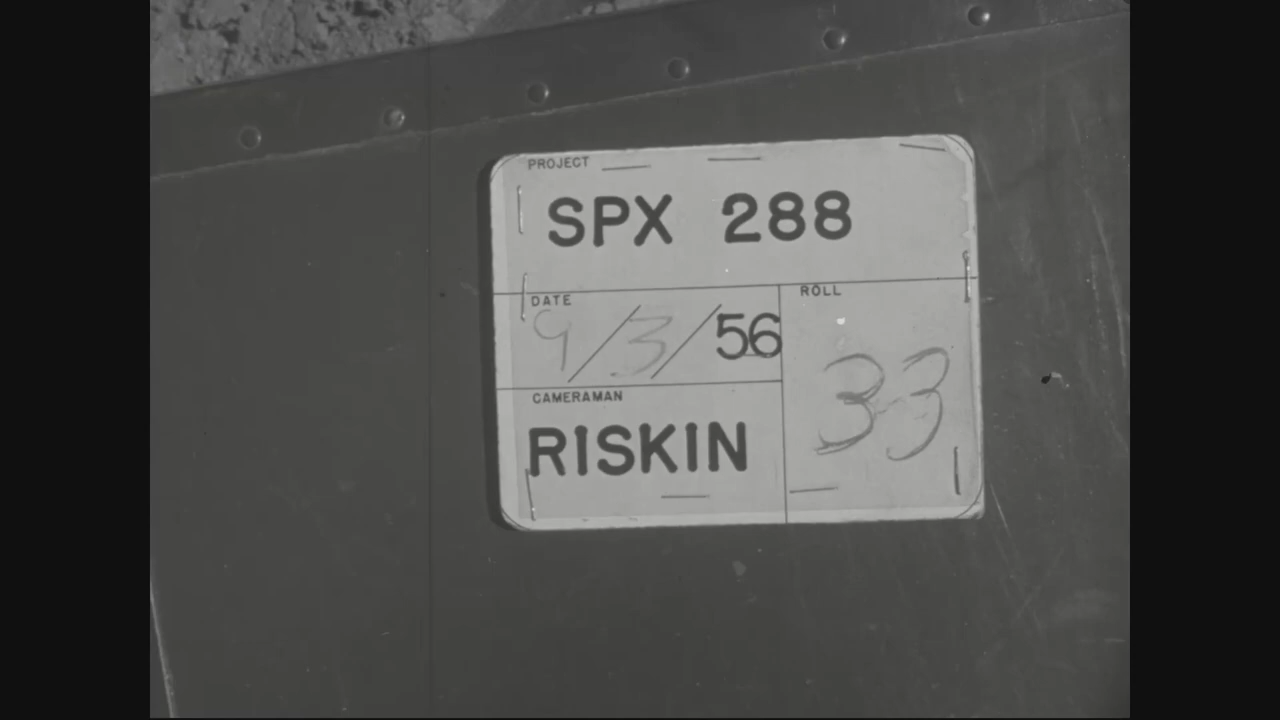 PROJECT
SPX 288
DATE
9/3/56
ROLL
33
CAMERAMAN
RISKIN